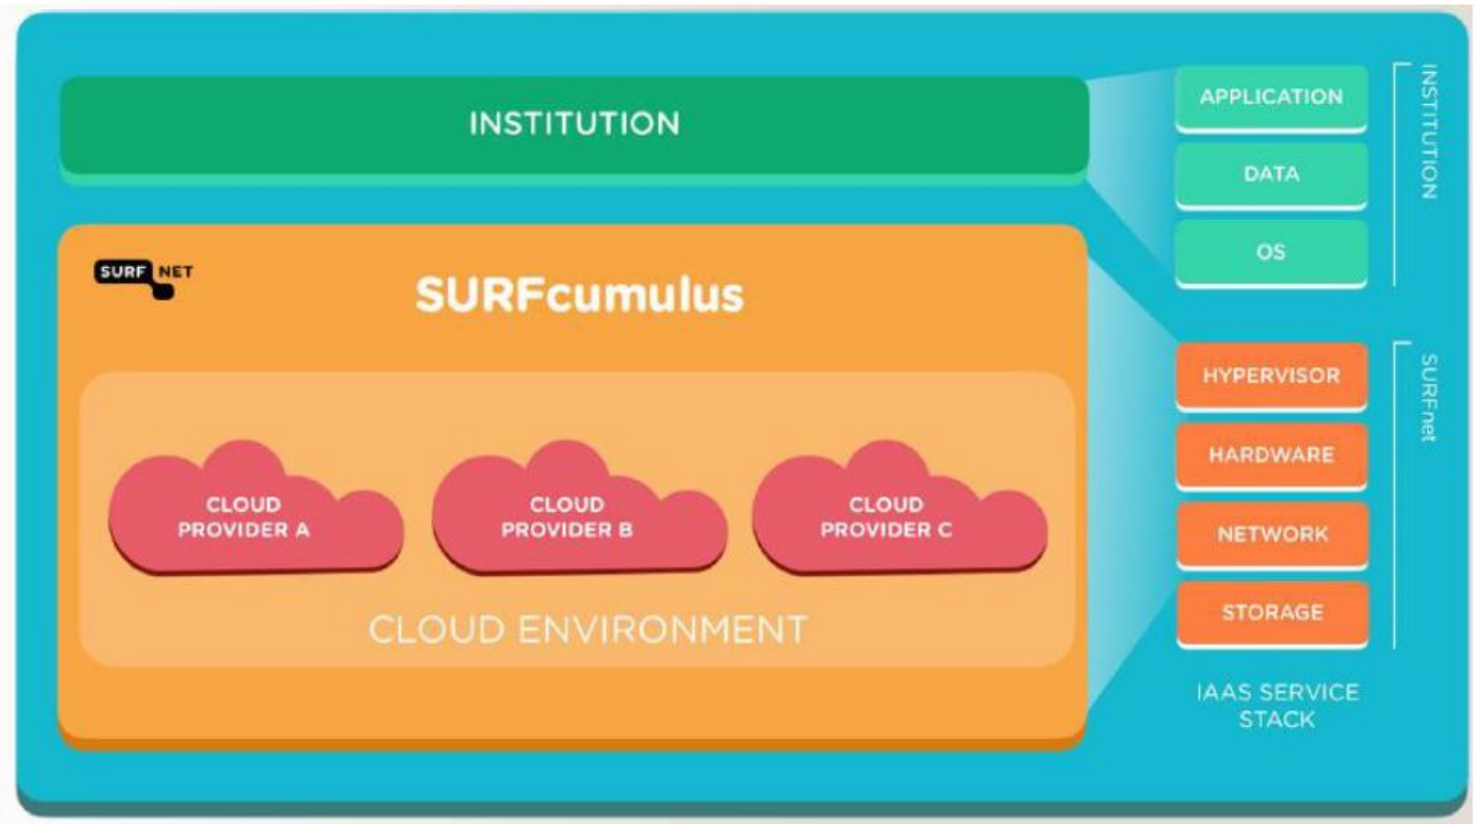 INSTITUTION
SURF NET
SURFcumulus
CLOUD
PROVIDER A
CLOUD
PROVIDER B
CLOUD
PROVIDER C
CLOUD ENVIRONMENT
APPLICATION
DATA
OS
INSTITUTION
HYPERVISOR
HARDWARE
NETWORK
STORAGE
SURFnet
IAAS SERVICE
STACK